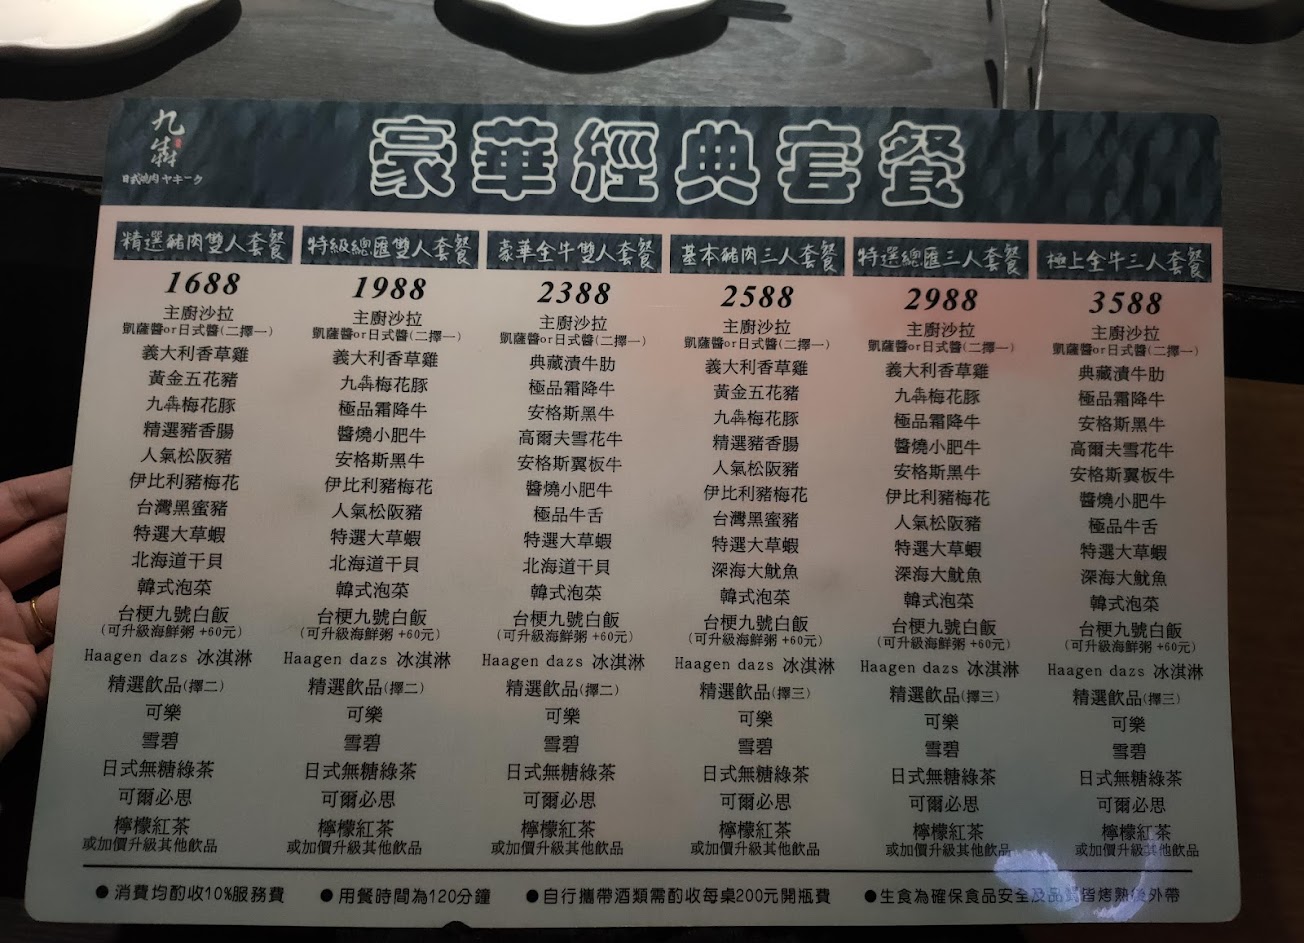 九犇
日式燒肉 ヤキーク
豪華經典套餐
精選豬肉雙人套餐
1688
主廚沙拉
凱薩醬or日式醬(二擇一)
義大利香草雞
黃金五花豬
九犇梅花豚
精選豬香腸
人氣松阪豬
伊比利豬梅花
台灣黑蜜豬
特選大草蝦
北海道干貝
韓式泡菜
台梗九號白飯
(可升級海鮮粥 +60元)
Haagen dazs 冰淇淋
精選飲品(擇二)
可樂
雪碧
日式無糖綠茶
可爾必思
檸檬紅茶
或加價升級其他飲品
特級總匯雙人套餐
1988
主廚沙拉
凱薩醬or日式醬(二擇一)
義大利香草雞
九犇梅花豚
極品霜降牛
醬燒小肥牛
安格斯黑牛
伊比利豬梅花
人氣松阪豬
特選大草蝦
北海道干貝
韓式泡菜
台梗九號白飯
(可升級海鮮粥 +60元)
Haagen dazs 冰淇淋
精選飲品(擇二)
可樂
雪碧
日式無糖綠茶
可爾必思
檸檬紅茶
或加價升級其他飲品
豪華全牛雙人套餐
2388
主廚沙拉
凱薩醬or日式醬(二擇一)
典藏漬牛肋
極品霜降牛
安格斯黑牛
高爾夫雪花牛
安格斯翼板牛
醬燒小肥牛
極品牛舌
特選大草蝦
北海道干貝
韓式泡菜
台梗九號白飯
(可升級海鮮粥 +60元)
Haagen dazs 冰淇淋
精選飲品(擇二)
可樂
雪碧
日式無糖綠茶
可爾必思
檸檬紅茶
或加價升級其他飲品
基本豬肉三人套餐
2588
主廚沙拉
凱薩醬or日式醬(二擇一)
義大利香草雞
黃金五花豬
九犇梅花豚
精選豬香腸
人氣松阪豬
伊比利豬梅花
台灣黑蜜豬
特選大草蝦
深海大魷魚
韓式泡菜
台梗九號白飯
(可升級海鮮粥 +60元)
Haagen dazs 冰淇淋
精選飲品(擇三)
可樂
雪碧
日式無糖綠茶
可爾必思
檸檬紅茶
或加價升級其他飲品
特選總匯三人套餐
2988
主廚沙拉
凱薩醬or日式醬(二擇一)
義大利香草雞
九犇梅花豚
極品霜降牛
醬燒小肥牛
安格斯黑牛
伊比利豬梅花
人氣松阪豬
特選大草蝦
深海大魷魚
韓式泡菜
台梗九號白飯
(可升級海鮮粥 +60元)
Haagen dazs 冰淇淋
精選飲品(擇三)
可樂
雪碧
日式無糖綠茶
可爾必思
檸檬紅茶
或加價升級其他飲品
極上全牛三人套餐
3588
主廚沙拉
凱薩醬or日式醬(二擇一)
典藏漬牛肋
極品霜降牛
安格斯黑牛
高爾夫雪花牛
安格斯翼板牛
醬燒小肥牛
極品牛舌
特選大草蝦
深海大魷魚
韓式泡菜
台梗九號白飯
(可升級海鮮粥 +60元)
Haagen dazs 冰淇淋
精選飲品(擇三)
可樂
雪碧
日式無糖綠茶
可爾必思
檸檬紅茶
或加價升級其他飲品
●消費均酌收10%服務費 ●用餐時間為120分鐘 ●自行攜帶酒類需酌收每桌200元開瓶費 ●生食為確保食品安全及品質皆烤熟後外帶